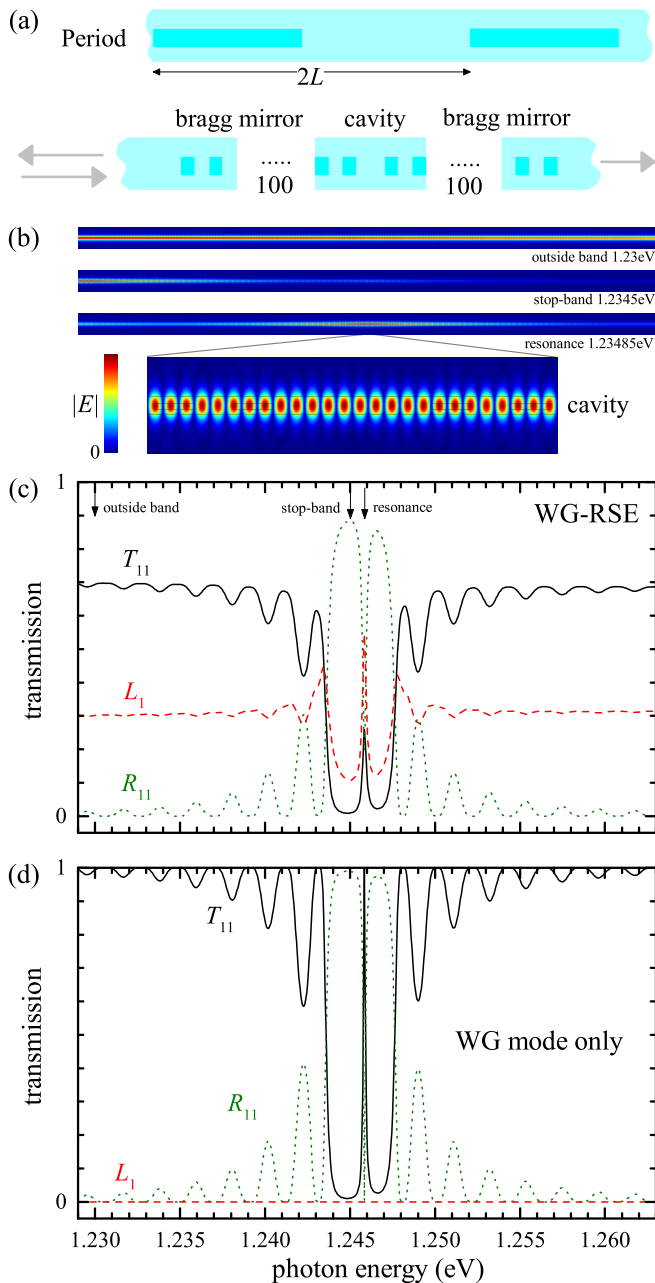 (a)
Period
2L
bragg mirror cavity bragg mirror
..... .....
100 100
(b)
outside band 1.23eV
stop-band 1.2345eV
resonance 1.23485eV
|E|
0
cavity
(c)
1
outside band stop-band resonance
WG-RSE
T11
L1
R11
transmission
0
(d)
1
T11
WG mode only
R11
L1
transmission
0
1.230 1.235 1.240 1.245 1.250 1.255 1.260
photon energy (eV)